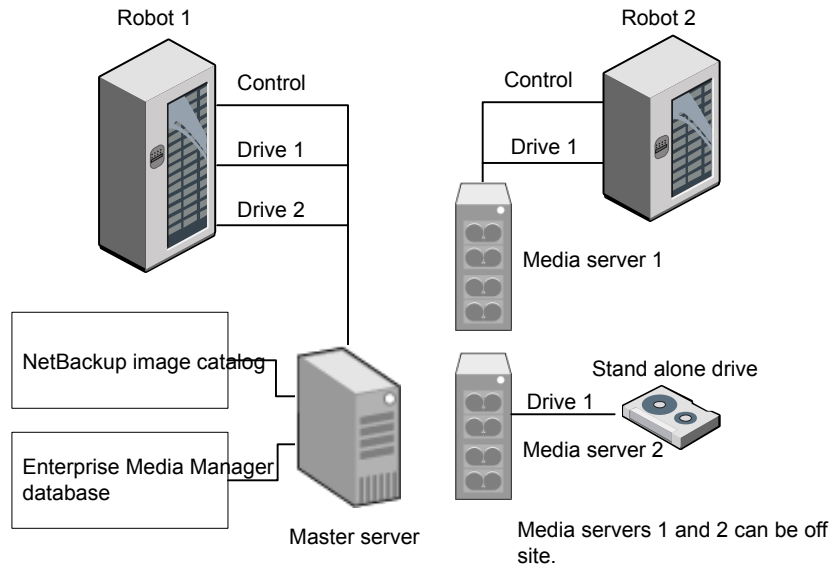 Robot 1
Robot 2
Control
Drive 1
Drive 2
Control
Drive 1
Media server 1
NetBackup image catalog
Enterprise Media Manager
database
Master server
Stand alone drive
Drive 1
Media server 2
Media servers 1 and 2 can be off
site.